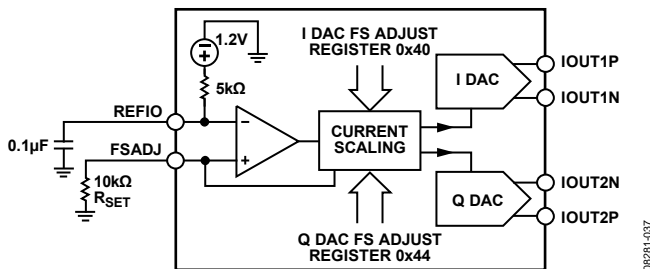 1.2V
I DAC FS ADJUST
REGISTER 0x40
5kΩ
I DAC
IOUT1P
IOUT1N
REFIO
0.1µF
FSADJ
−
+
CURRENT
SCALING
10kΩ
RSET
Q DAC
IOUT2N
IOUT2P
Q DAC FS ADJUST
REGISTER 0x44
08281-037